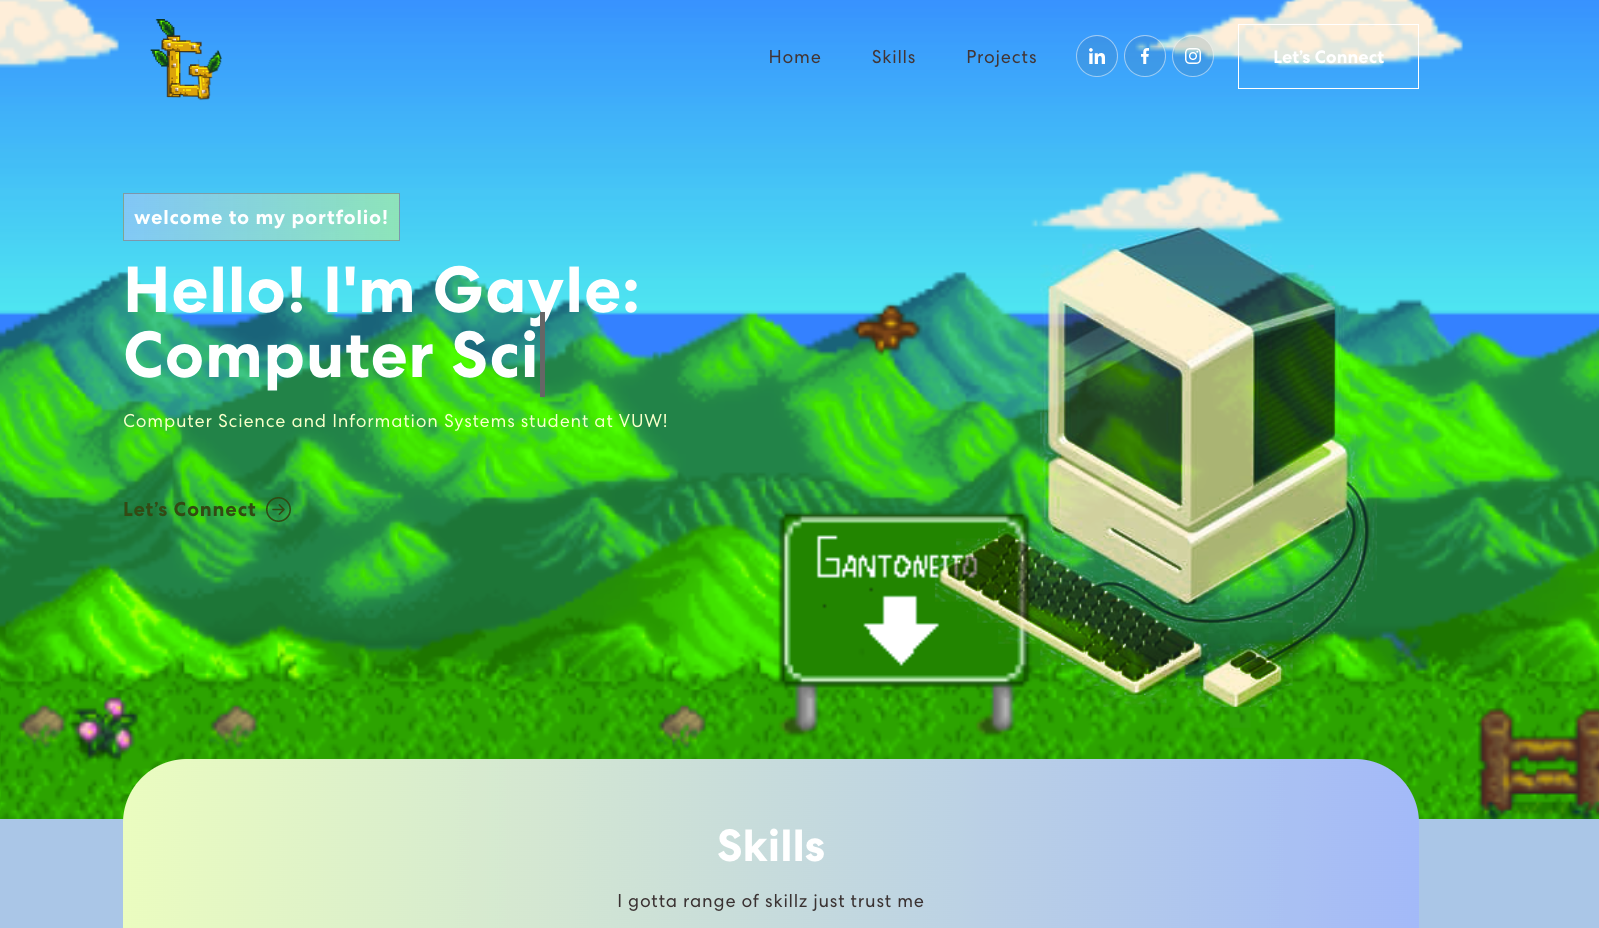 G
Home Skills Projects in f Let's Connect
welcome to my portfolio!
Hello! I'm Gayle:
Computer Sci
Computer Science and Information Systems student at VUW!
Let's Connect
GANTONEITO
Skills
I gotta range of skillz just trust me